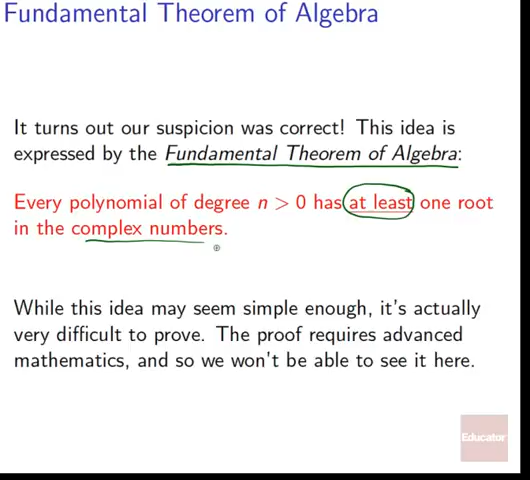 Fundamental Theorem of Algebra
It turns out our suspicion was correct! This idea is
expressed by the Fundamental Theorem of Algebra:
Every polynomial of degree n > 0 has at least one root
in the complex numbers.
While this idea may seem simple enough, it's actually
very difficult to prove. The proof requires advanced
mathematics, and so we won't be able to see it here.
Educator